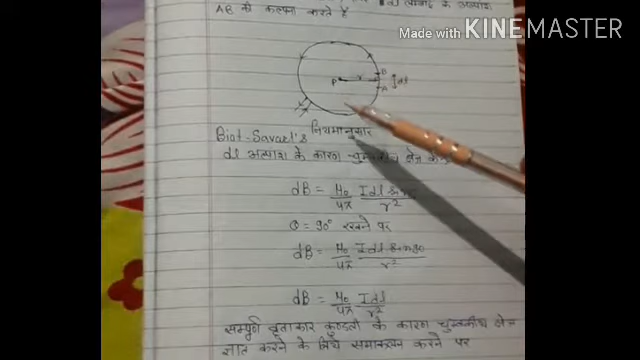 Made with KINEMASTER
AB की कल्पना करते हैं
P r B A dl
Biot-Savart's नियमानुसार
dl अल्पांश के कारण चुम्बकीय क्षेत्र
dB = μ₀/4π Idl sin /r²
θ = 90° रखने पर
dB = μ₀/4π Idl sin90/r²
dB = μ₀/4π Idl/r²
सम्पूर्ण वृताकार कुण्डली के कारण चुम्बकीय क्षेत्र
ज्ञात करने के लिये समाकलन करने पर